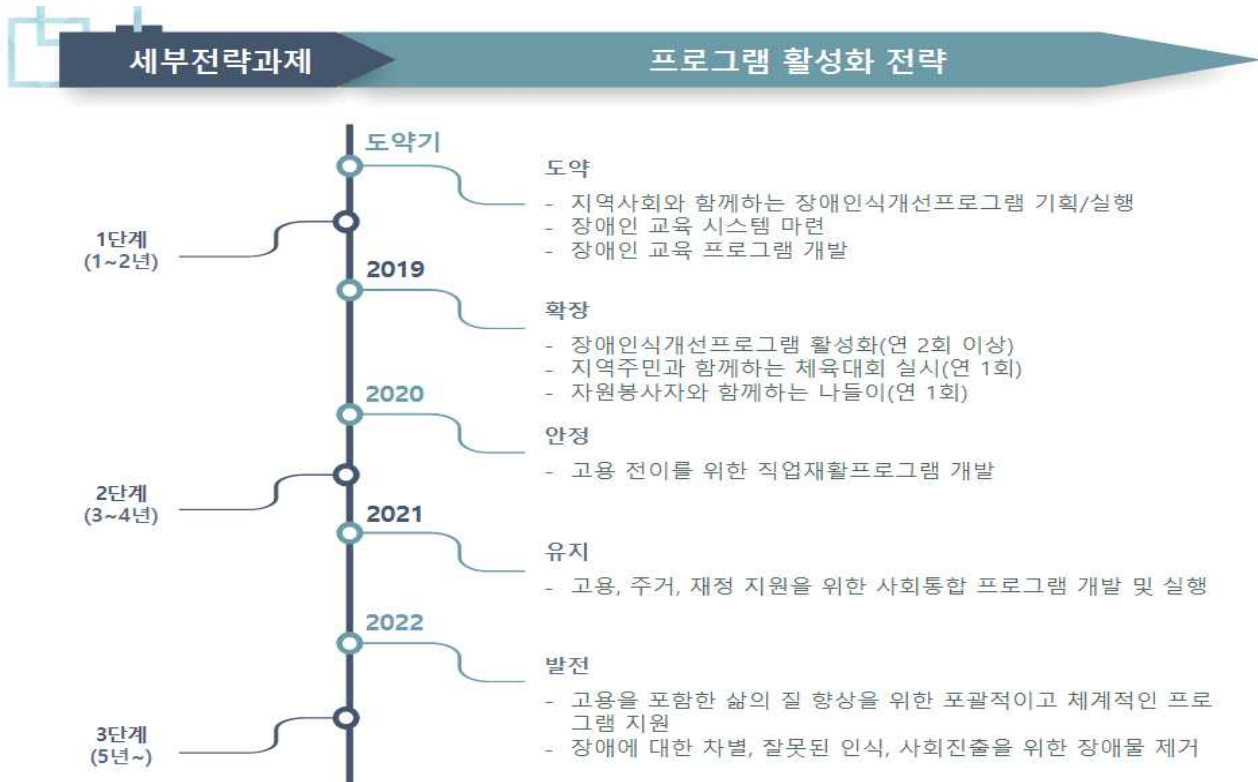 세부전략과제
프로그램 활성화 전략
도약기
도약
- 지역사회와 함께하는 장애인식개선프로그램 기획/실행
- 장애인 교육 시스템 마련
- 장애인 교육 프로그램 개발
1단계
(1~2년)
2019
확장
- 장애인식개선프로그램 활성화(연 2회 이상)
- 지역주민과 함께하는 체육대회 실시(연 1회)
- 자원봉사자와 함께하는 나들이(연 1회)
2020
안정
- 고용 전이를 위한 직업재활프로그램 개발
2단계
(3~4년)
2021
유지
- 고용, 주거, 재정 지원을 위한 사회통합 프로그램 개발 및 실행
2022
발전
- 고용을 포함한 삶의 질 향상을 위한 포괄적이고 체계적인 프로
그램 지원
- 장애에 대한 차별, 잘못된 인식, 사회진출을 위한 장애물 제거
3단계
(5년~)